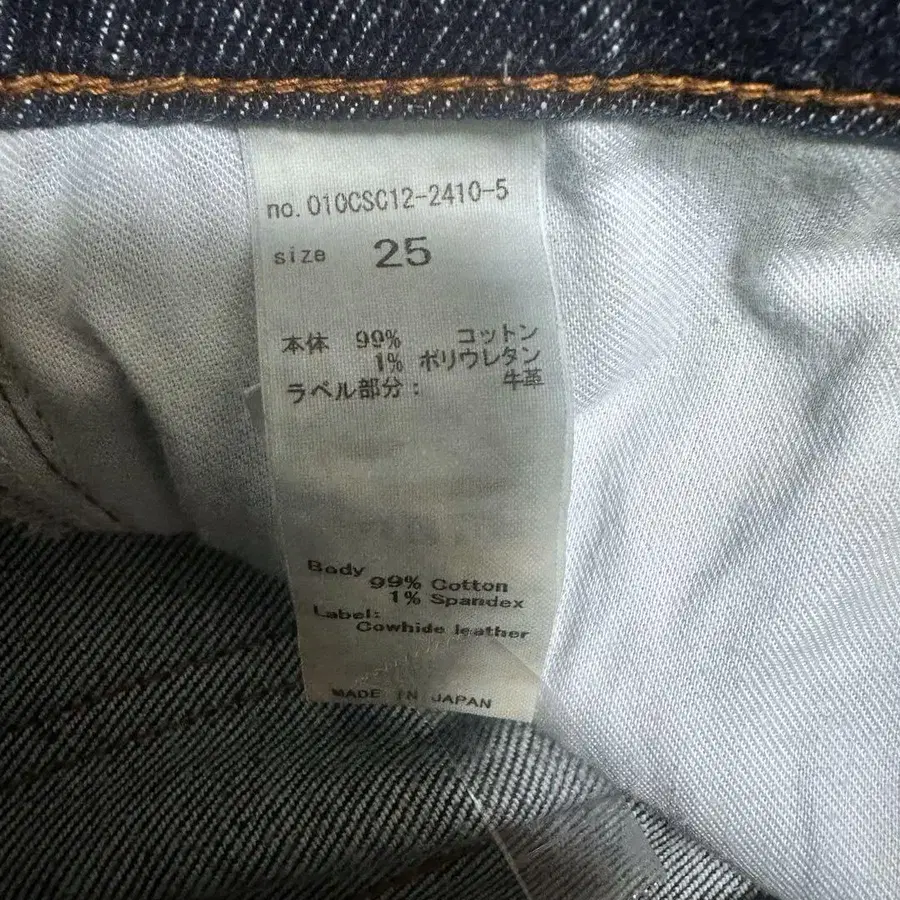 no.010CSC12-2410-5
size 25
本体 99% コットン
1% ポリウレタン
ラベル部分： 牛革
Body
99% Cotton
1% Spandex
Label:
Cowhide leather
MADE IN JAPAN